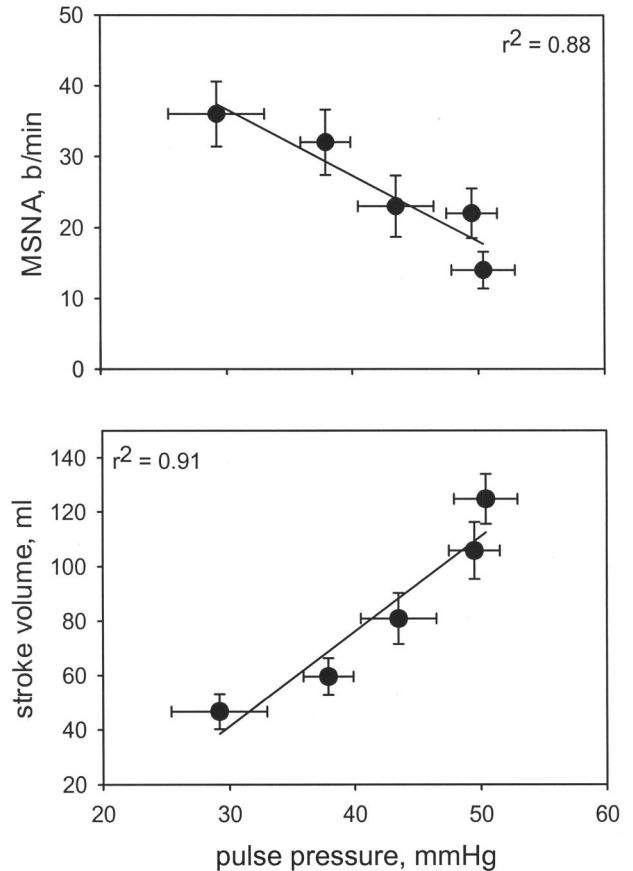 50
r² = 0.88
40
30
20
10
0
MSNA, b/min
r² = 0.91
140
120
100
80
60
40
20
stroke volume, ml
20 30 40 50 60
pulse pressure, mmHg